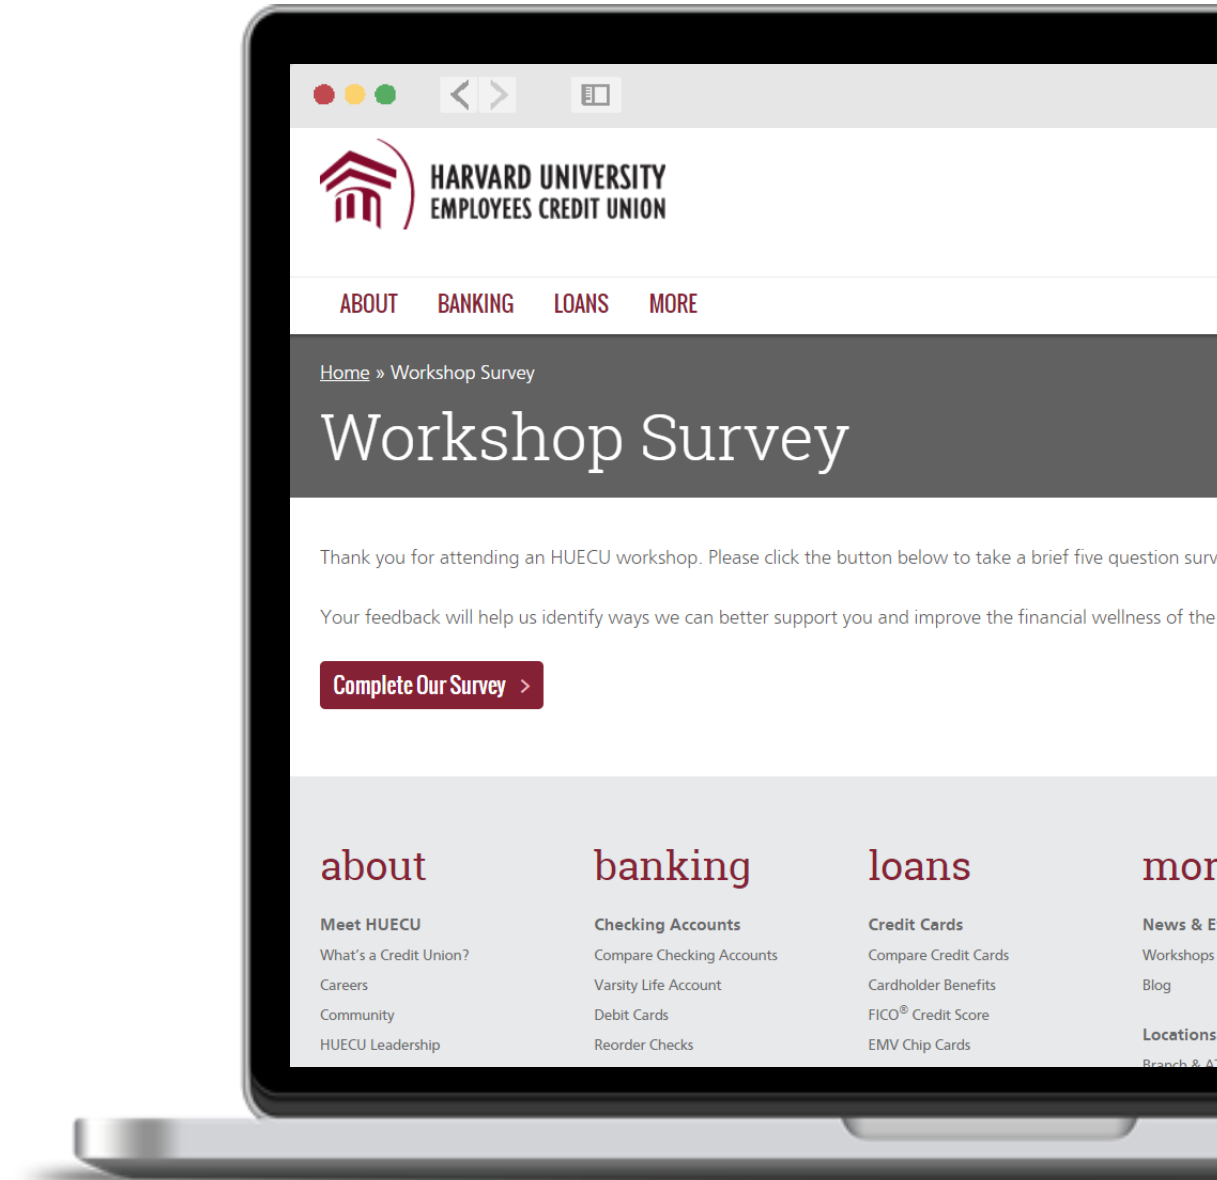 HARVARD UNIVERSITY
EMPLOYEES CREDIT UNION
ABOUT BANKING LOANS MORE
Home » Workshop Survey
Workshop Survey
Thank you for attending an HUECU workshop. Please click the button below to take a brief five question surv
Your feedback will help us identify ways we can better support you and improve the financial wellness of the
Complete Our Survey >
about
Meet HUECU
What's a Credit Union?
Careers
Community
HUECU Leadership
banking
Checking Accounts
Compare Checking Accounts
Varsity Life Account
Debit Cards
Reorder Checks
loans
Credit Cards
Compare Credit Cards
Cardholder Benefits
FICO® Credit Score
EMV Chip Cards
mor
News & E
Workshops
Blog
Locations
Branch & A